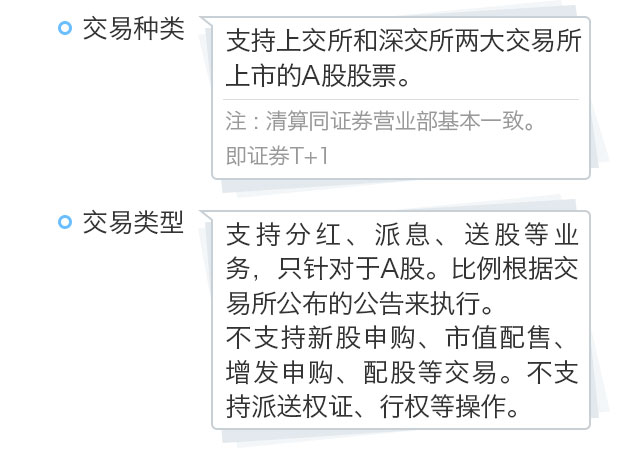 交易种类
支持上交所和深交所两大交易所
上市的A股股票。
注：清算同证券营业部基本一致。
即证券T+1
交易类型
支持分红、派息、送股等业
务，只针对于A股。比例根据交
易所公布的公告来执行。
不支持新股申购、市值配售、
增发申购、配股等交易。不支
持派送权证、行权等操作。